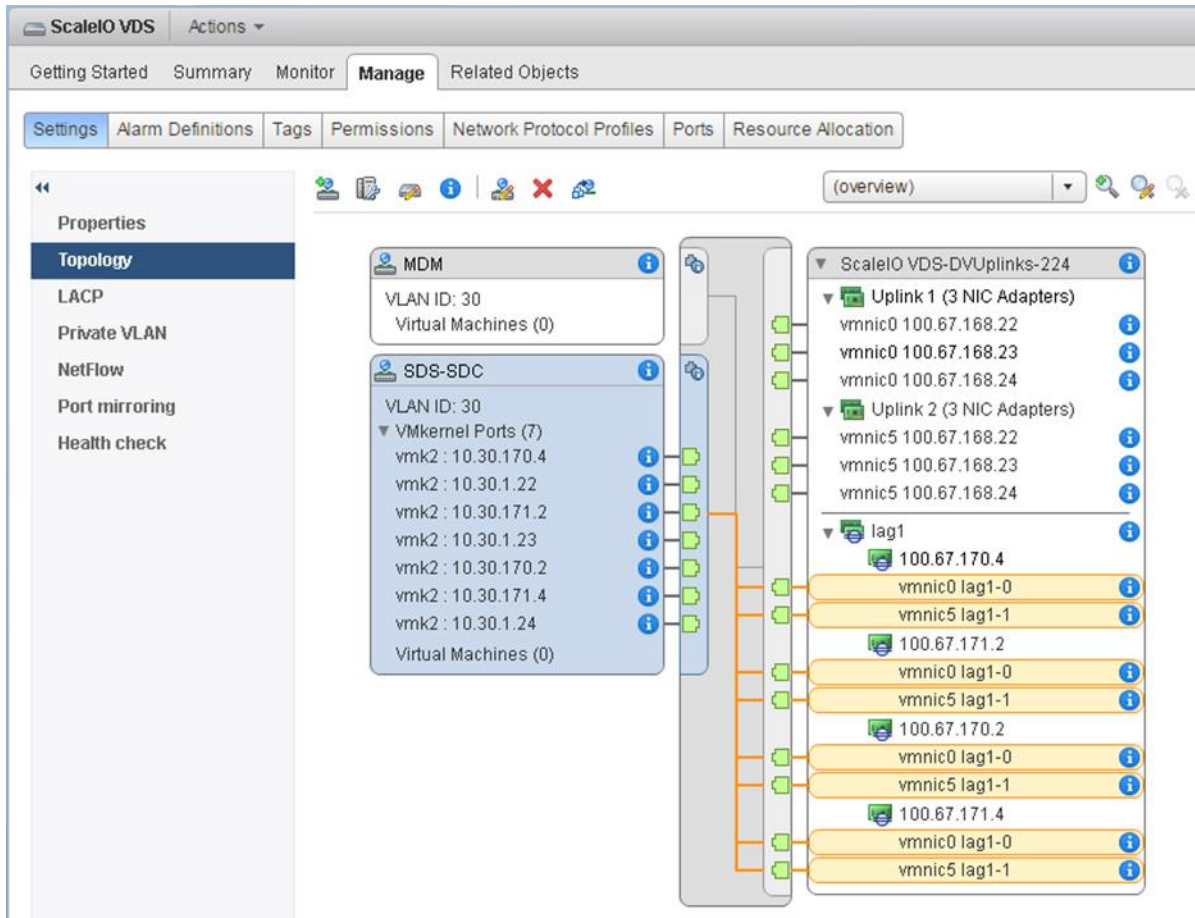 ScaleIO VDS Actions
Getting Started Summary Monitor Manage Related Objects
Settings Alarm Definitions Tags Permissions Network Protocol Profiles Ports Resource Allocation
(overview)
Properties
Topology
LACP
Private VLAN
NetFlow
Port mirroring
Health check
MDM
VLAN ID: 30
Virtual Machines (0)
SDS-SDC
VLAN ID: 30
VMkernel Ports (7)
vmk2 : 10.30.170.4
vmk2 : 10.30.1.22
vmk2 : 10.30.171.2
vmk2 : 10.30.1.23
vmk2 : 10.30.170.2
vmk2 : 10.30.171.4
vmk2 : 10.30.1.24
Virtual Machines (0)
ScaleIO VDS-DVUplinks-224
Uplink 1 (3 NIC Adapters)
vmnic0 100.67.168.22
vmnic0 100.67.168.23
vmnic0 100.67.168.24
Uplink 2 (3 NIC Adapters)
vmnic5 100.67.168.22
vmnic5 100.67.168.23
vmnic5 100.67.168.24
lag1
100.67.170.4
vmnic0 lag1-0
vmnic5 lag1-1
100.67.171.2
vmnic0 lag1-0
vmnic5 lag1-1
100.67.170.2
vmnic0 lag1-0
vmnic5 lag1-1
100.67.171.4
vmnic0 lag1-0
vmnic5 lag1-1